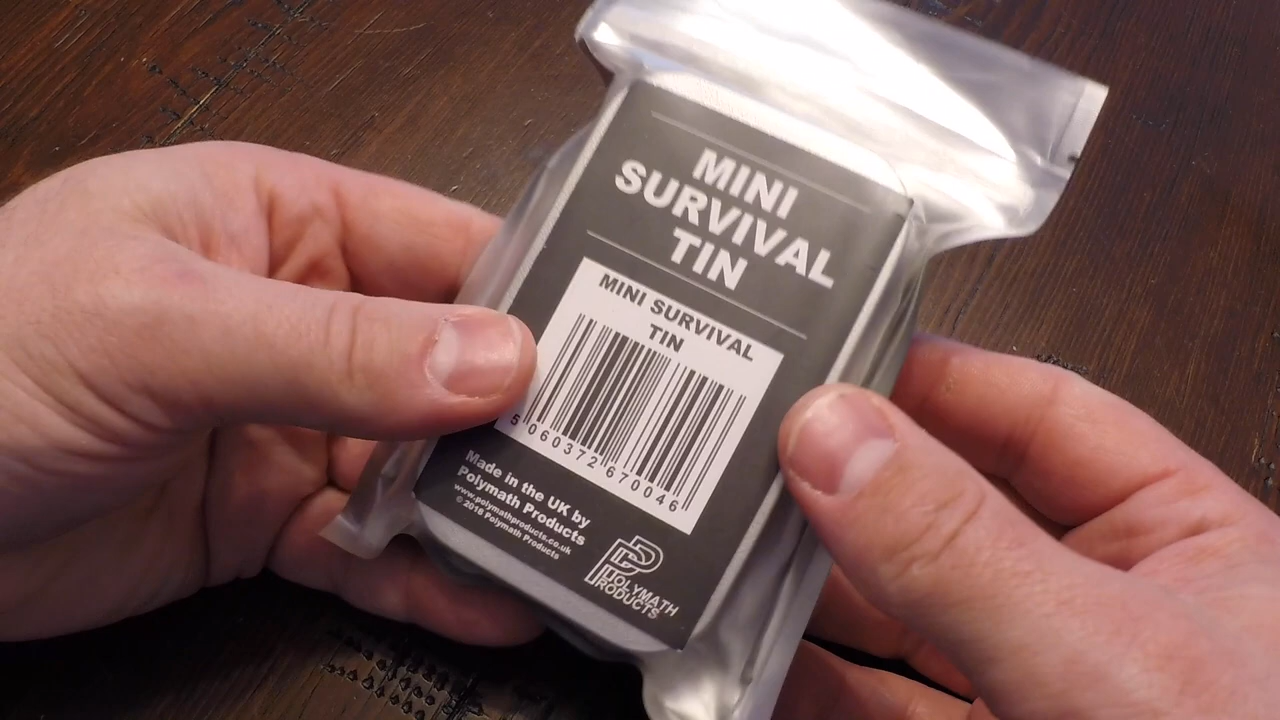 MINI
SURVIVAL
TIN
MINI SURVIVAL
TIN
5 060372 670046
Made in the UK by
Polymath Products
www.polymathproducts.co.uk
© 2016 Polymath Products
POLYMATH
PRODUCTS